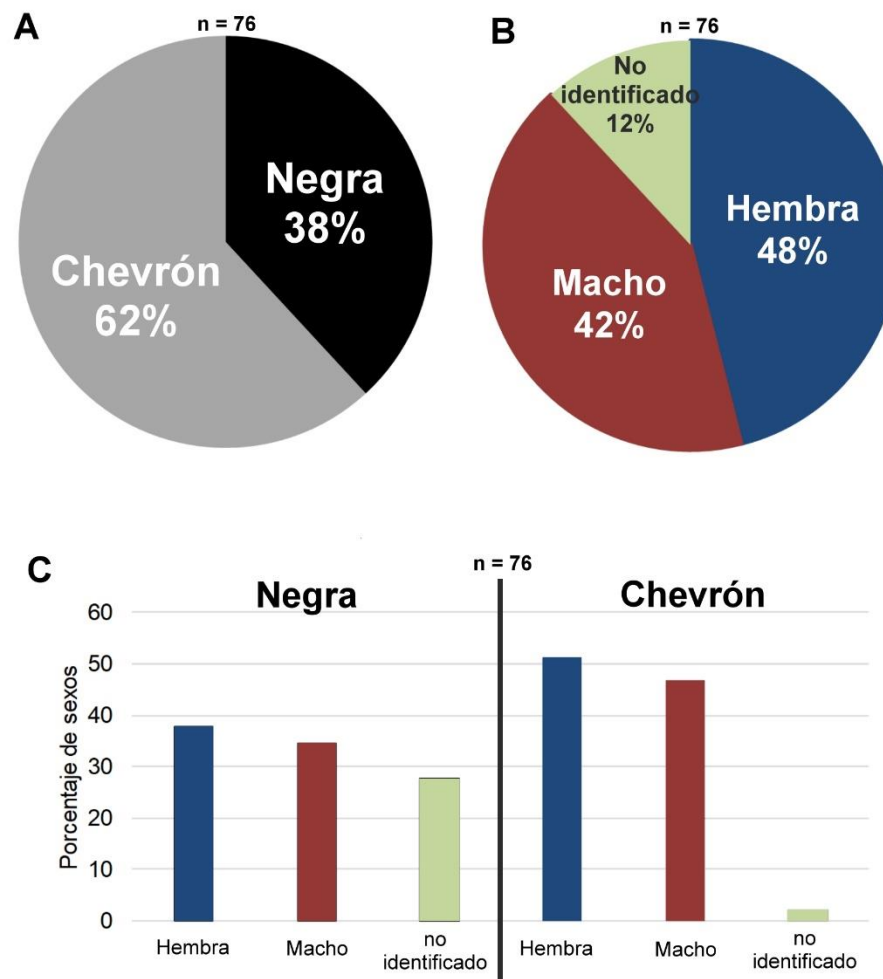 A
n = 76
Negra
38%
Chevrón
62%
B
n = 76
No
identificado
12%
Hembra
48%
Macho
42%
C
n = 76
Negra
Chevrón
Porcentaje de sexos
60
50
40
30
20
10
0
Hembra
Macho
no
identificado
Hembra
Macho
no
identificado